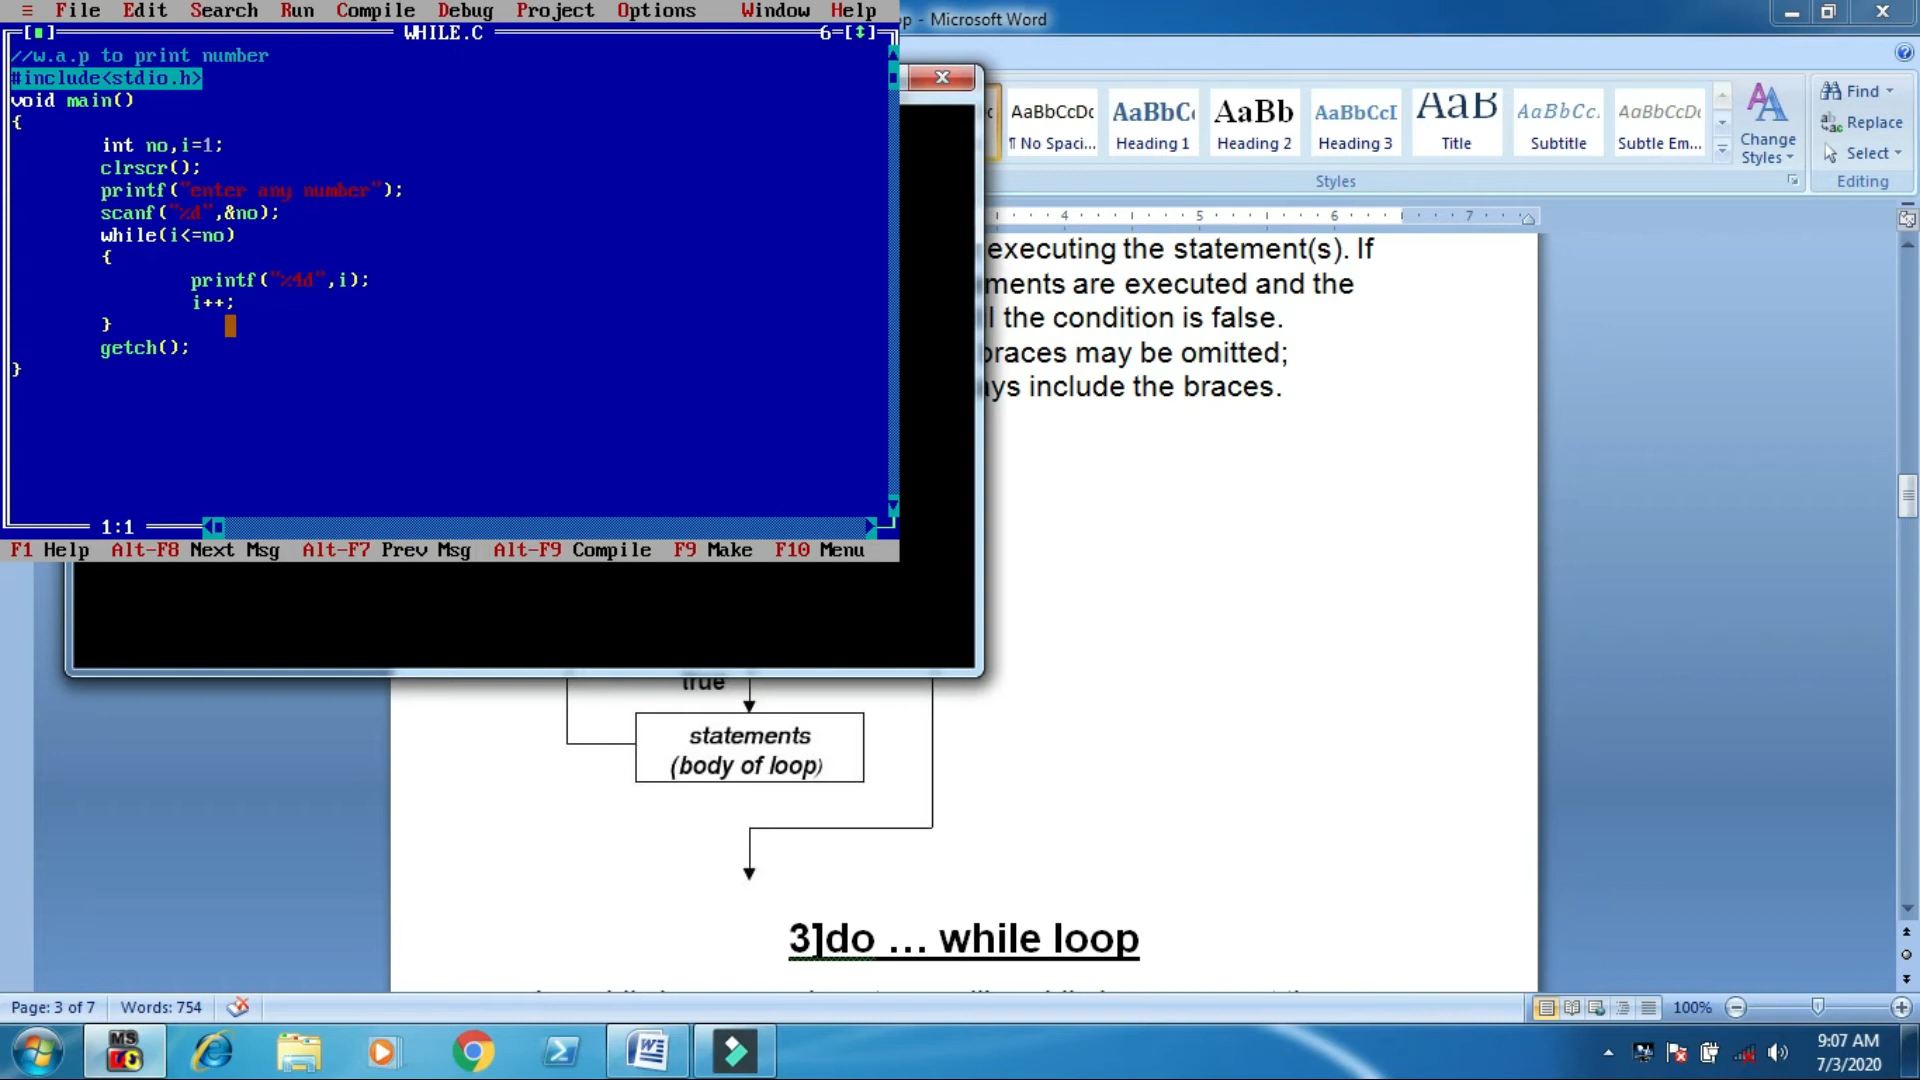 File Edit Search Run Compile Debug Project Options Window Help
WHILE.C 6
//w.a.p to print number
#include<stdio.h>
void main()
{
int no,i=1;
clrscr();
printf("enter any number");
scanf("%d",&no);
while(i<=no)
{
printf("%4d",i);
i++;
}
getch();
}
1:1
F1 Help Alt-F8 Next Msg Alt-F7 Prev Msg Alt-F9 Compile F9 Make F10 Menu
- Microsoft Word
AaBbCcDc AaBbC AaBb AaBbCcI AaB AaBbCc. AaBbCcDc
¶ No Spaci... Heading 1 Heading 2 Heading 3 Title Subtitle Subtle Em...
Change Styles
Styles
Find
Replace
Select
Editing
4 5 6 7
executing the statement(s). If
ments are executed and the
the condition is false.
braces may be omitted;
include the braces.
true
statements
(body of loop)
3]do … while loop
Page: 3 of 7 Words: 754
100%
MS
9:07 AM
7/3/2020